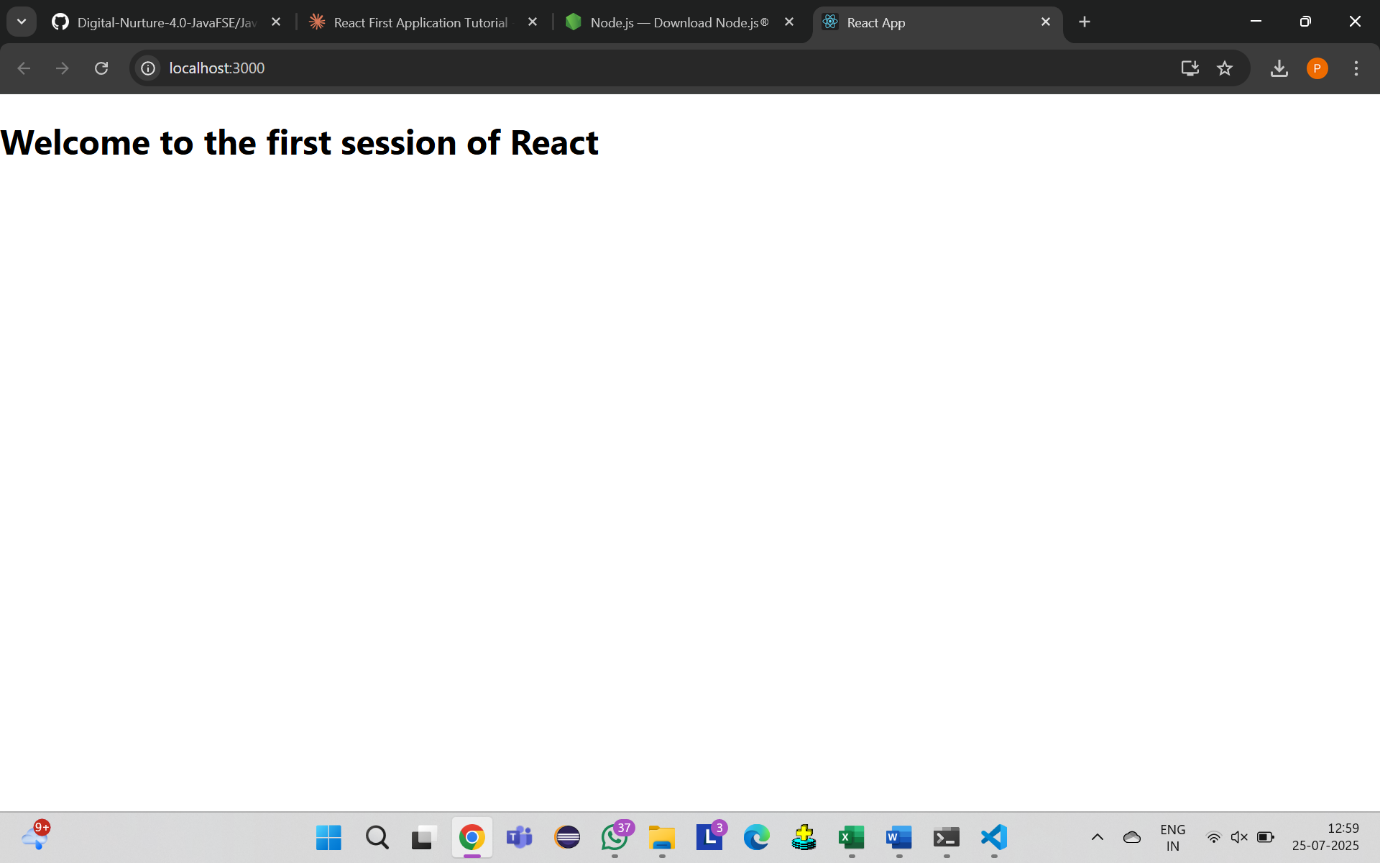 Digital-Nurture-4.0-JavaFSE/Jav
React First Application Tutorial
Node.js — Download Node.js®
React App
localhost:3000
P
Welcome to the first session of React
9+
T
37
L
3
X
W
ENG
IN
12:59
25-07-2025